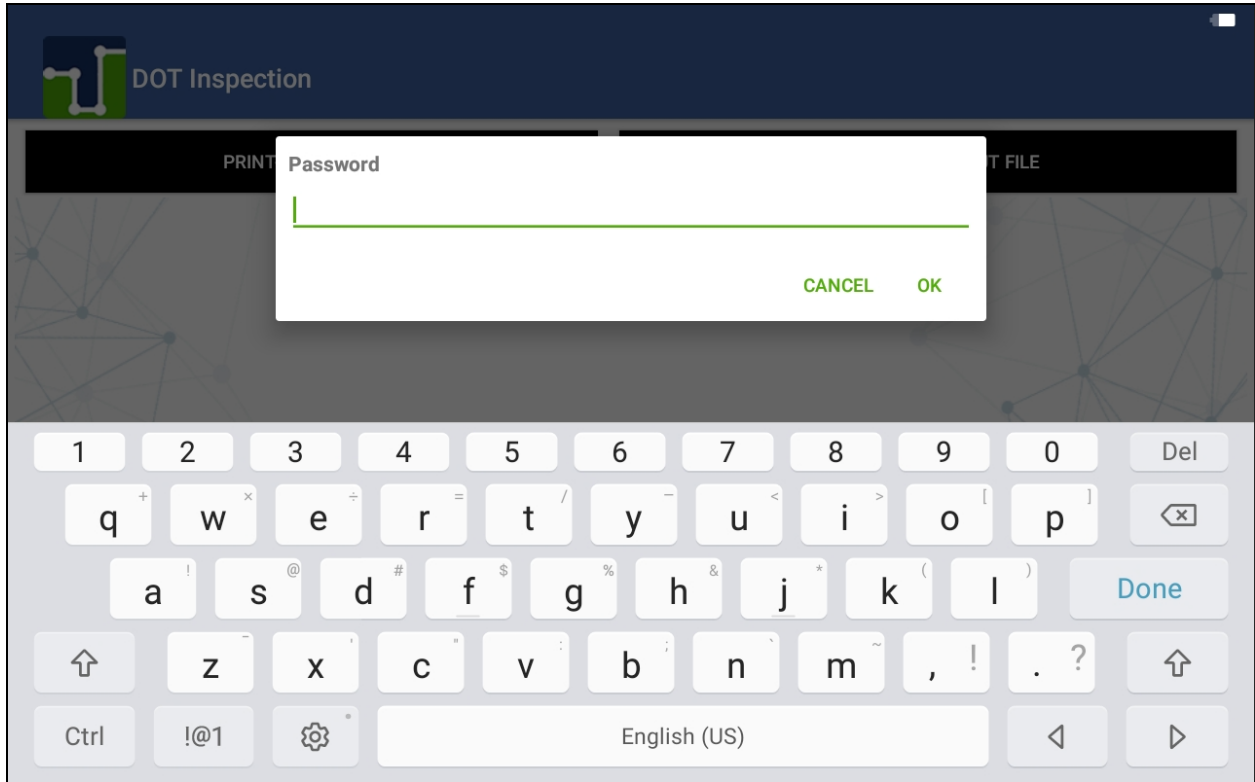 DOT Inspection
PRINT
T FILE
Password
CANCEL OK
1 2 3 4 5 6 7 8 9 0 Del
q + w × e ÷ r = t / y _ u < i > o [ p ]
a ! s @ d # f $ g % h & j * k ( l ) Done
z - x ' c " v : b ; n ` m ~ , ! . ?
Ctrl !@1 English (US)